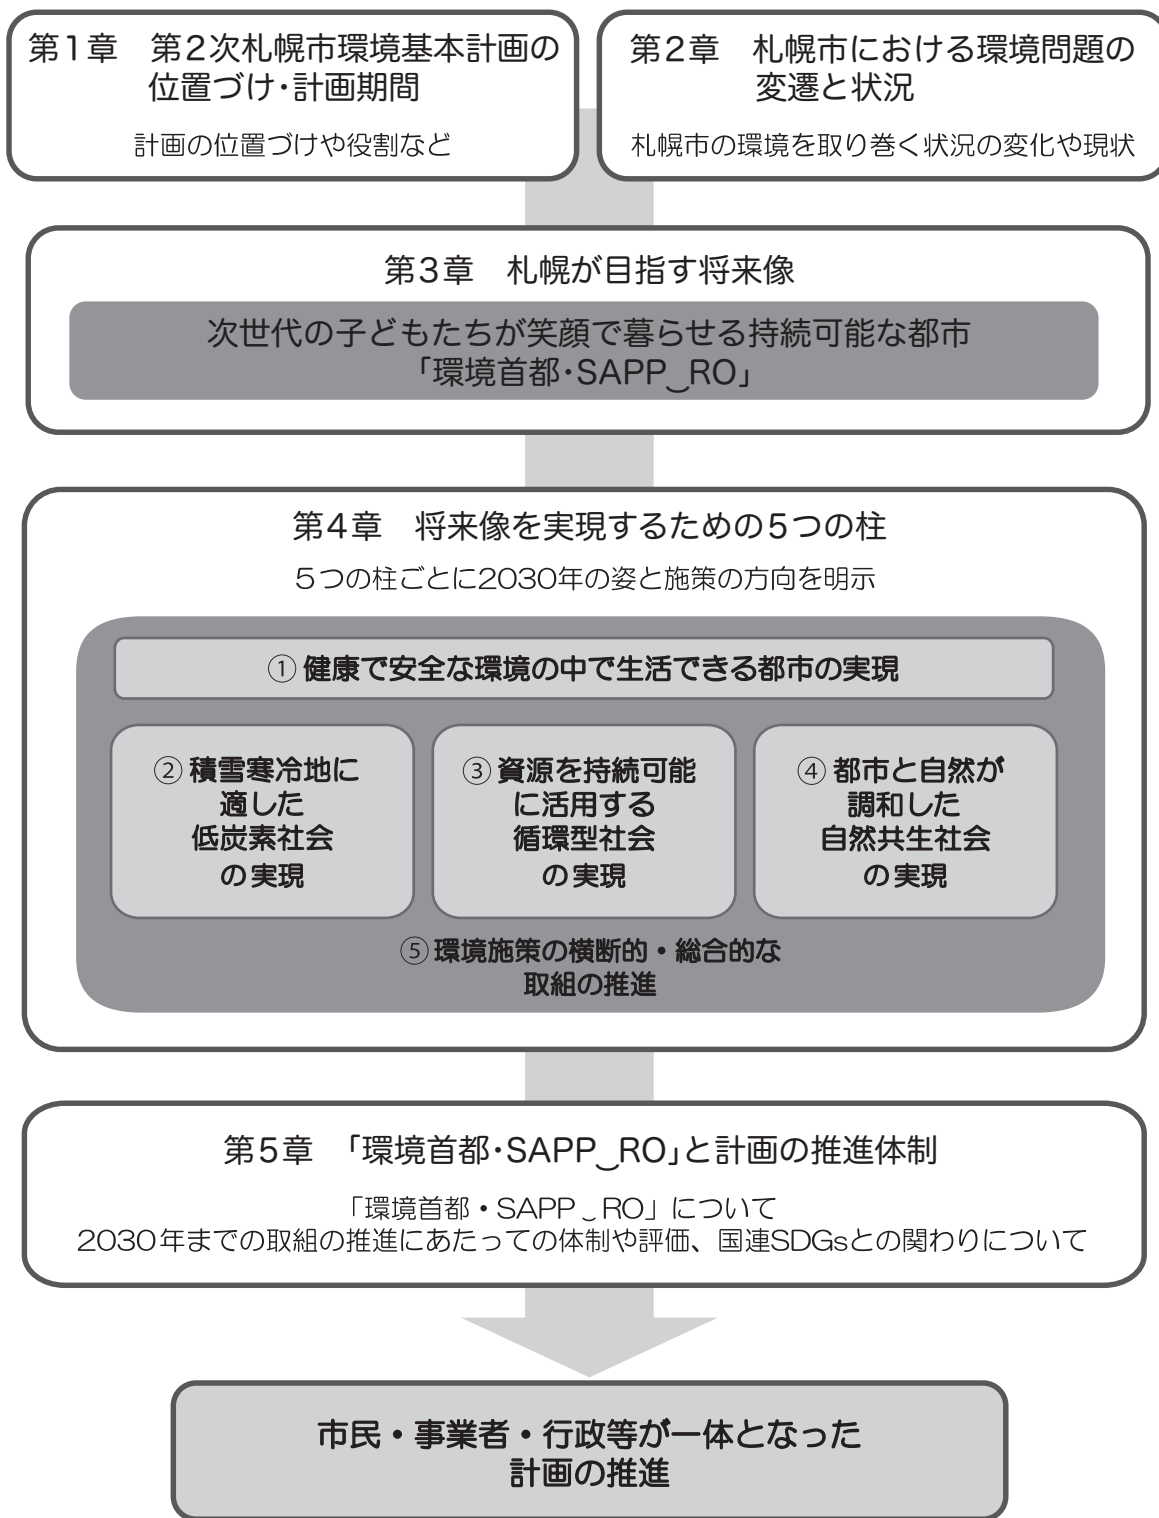 第1章　第2次札幌市環境基本計画の
位置づけ・計画期間
計画の位置づけや役割など
第2章　札幌市における環境問題の
変遷と状況
札幌市の環境を取り巻く状況の変化や現状
第3章　札幌が目指す将来像
次世代の子どもたちが笑顔で暮らせる持続可能な都市
「環境首都・SAPP‿RO」
第4章　将来像を実現するための5つの柱
5つの柱ごとに2030年の姿と施策の方向を明示
① 健康で安全な環境の中で生活できる都市の実現
② 積雪寒冷地に
適した
低炭素社会
の実現
③ 資源を持続可能
に活用する
循環型社会
の実現
④ 都市と自然が
調和した
自然共生社会
の実現
⑤ 環境施策の横断的・総合的な
取組の推進
第5章　「環境首都・SAPP‿RO」と計画の推進体制
「環境首都・SAPP‿RO」について
2030年までの取組の推進にあたっての体制や評価、国連SDGsとの関わりについて
市民・事業者・行政等が一体となった
計画の推進